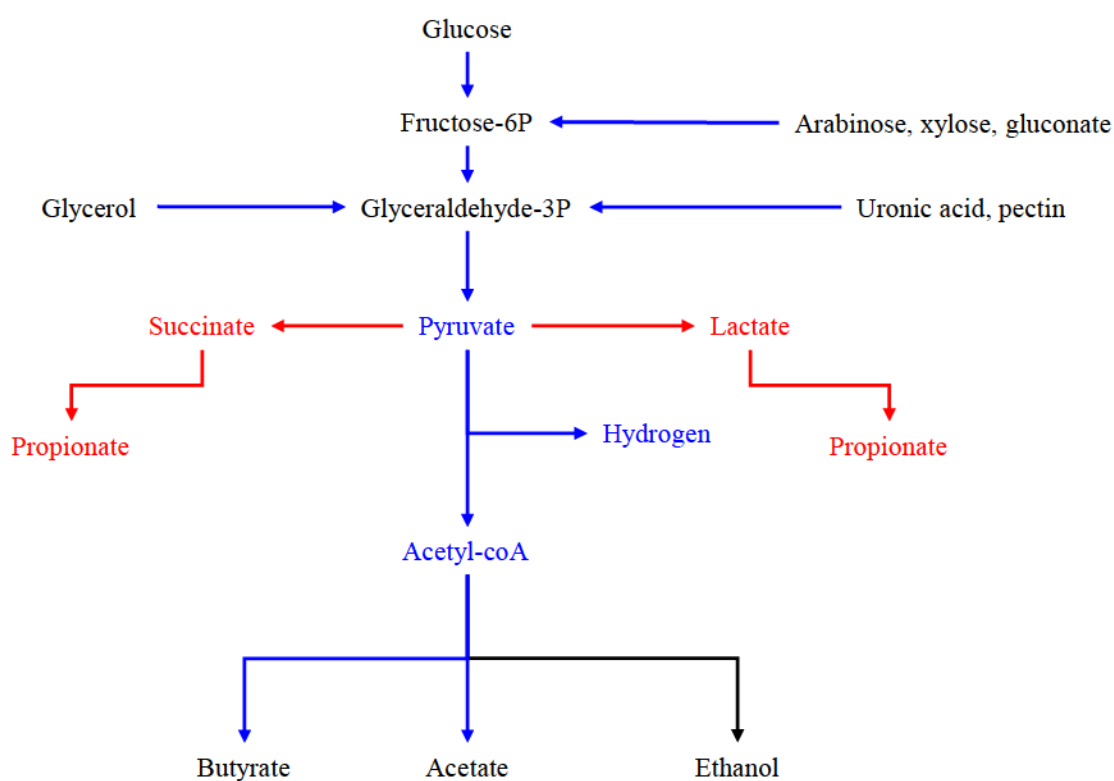 Glucose
Fructose-6P
Arabinose, xylose, gluconate
Glycerol
Glyceraldehyde-3P
Uronic acid, pectin
Succinate
Pyruvate
Lactate
Propionate
Hydrogen
Propionate
Acetyl-coA
Butyrate
Acetate
Ethanol